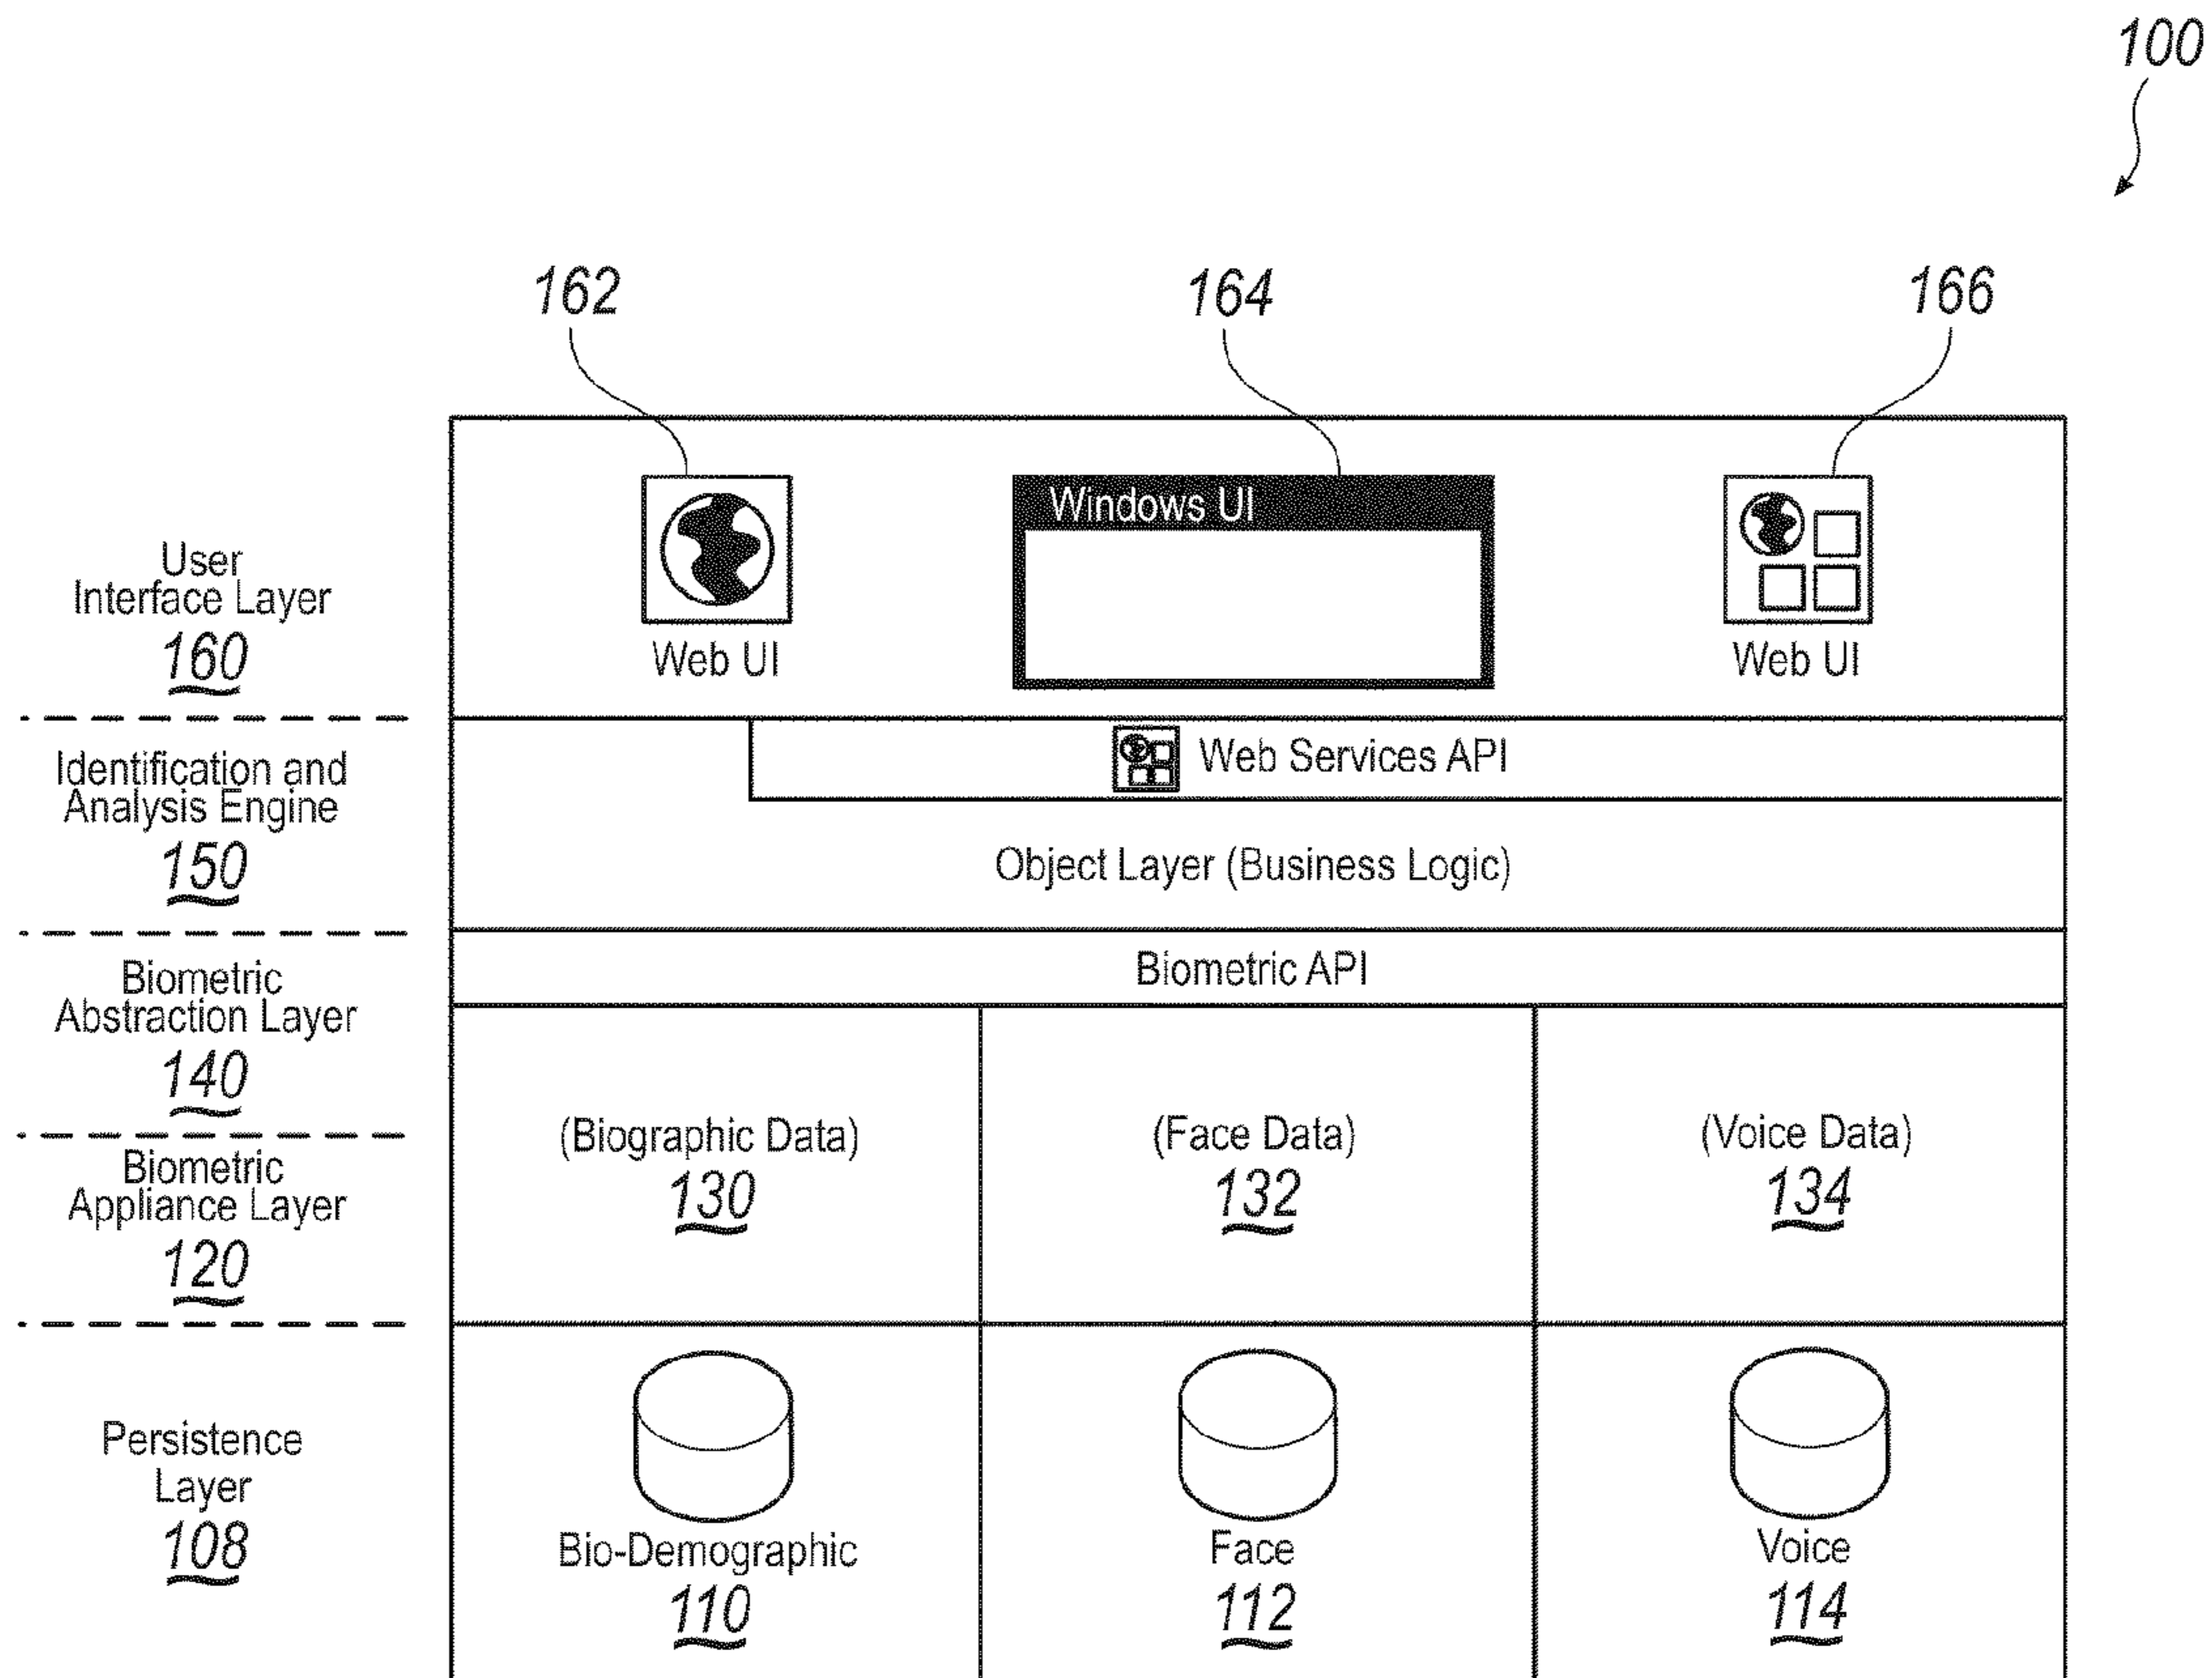 100
162
164
166
User
Interface Layer
160
Windows UI
Web UI
Web UI
Identification and
Analysis Engine
150
Web Services API
Object Layer (Business Logic)
Biometric
Abstraction Layer
140
Biometric API
Biometric
Appliance Layer
120
(Biographic Data)
130
(Face Data)
132
(Voice Data)
134
Persistence
Layer
108
Bio-Demographic
110
Face
112
Voice
114